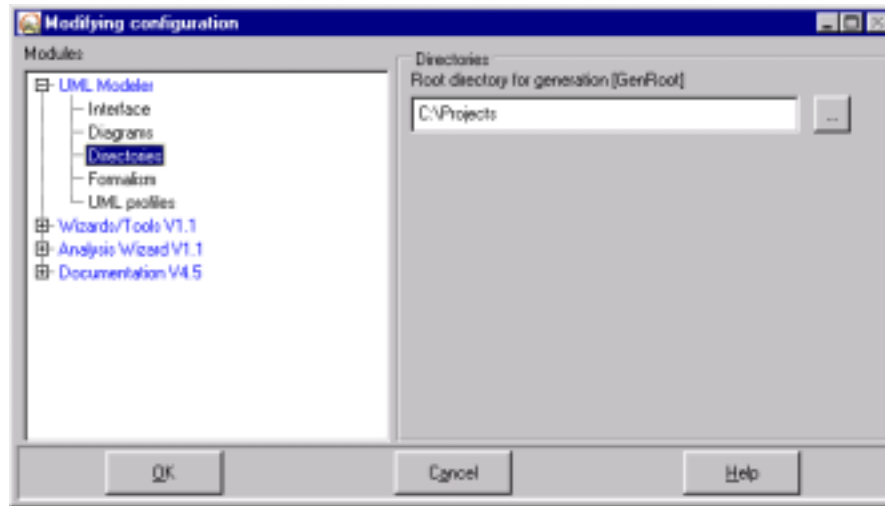 Modifying configuration
Modules
UML Modeler
Interface
Diagrams
Directories
Formalism
UML profiles
Wizards/Tools V1.1
Analysis Wizard V1.1
Documentation V4.5
Directories
Root directory for generation [GenRoot]
C:\Projects
...
OK
Cancel
Help